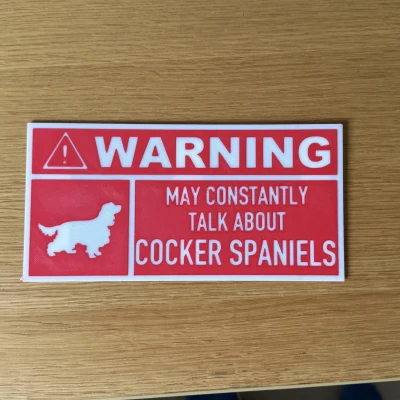 WARNING
MAY CONSTANTLY
TALK ABOUT
COCKER SPANIELS